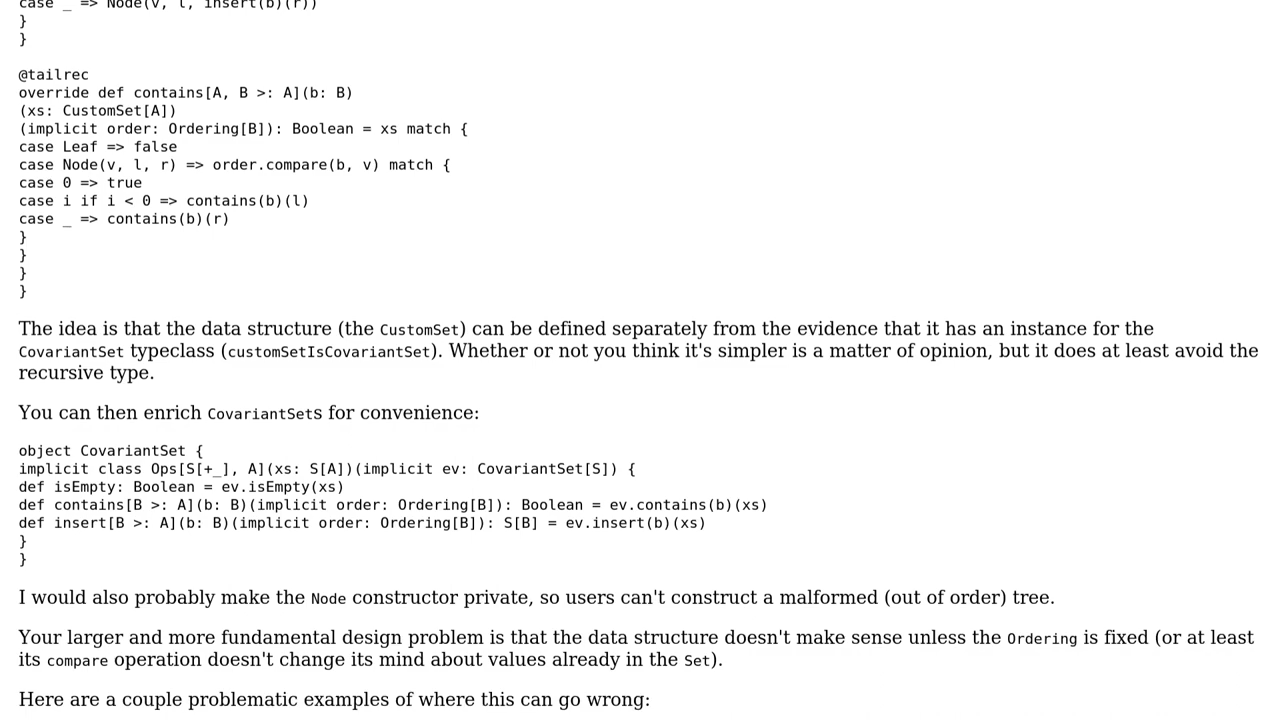 case _ => Node(v, l, insert(b)(r))
}
}
@tailrec
override def contains[A, B >: A](b: B)
(xs: CustomSet[A])
(implicit order: Ordering[B]): Boolean = xs match {
case Leaf => false
case Node(v, l, r) => order.compare(b, v) match {
case 0 => true
case i if i < 0 => contains(b)(l)
case _ => contains(b)(r)
}
}
}
}
The idea is that the data structure (the CustomSet) can be defined separately from the evidence that it has an instance for the
CovariantSet typeclass (customSetIsCovariantSet). Whether or not you think it's simpler is a matter of opinion, but it does at least avoid the
recursive type.
You can then enrich CovariantSets for convenience:
object CovariantSet {
implicit class Ops[S[+_], A](xs: S[A])(implicit ev: CovariantSet[S]) {
def isEmpty: Boolean = ev.isEmpty(xs)
def contains[B >: A](b: B)(implicit order: Ordering[B]): Boolean = ev.contains(b)(xs)
def insert[B >: A](b: B)(implicit order: Ordering[B]): S[B] = ev.insert(b)(xs)
}
}
I would also probably make the Node constructor private, so users can't construct a malformed (out of order) tree.
Your larger and more fundamental design problem is that the data structure doesn't make sense unless the Ordering is fixed (or at least
its compare operation doesn't change its mind about values already in the Set).
Here are a couple problematic examples of where this can go wrong: